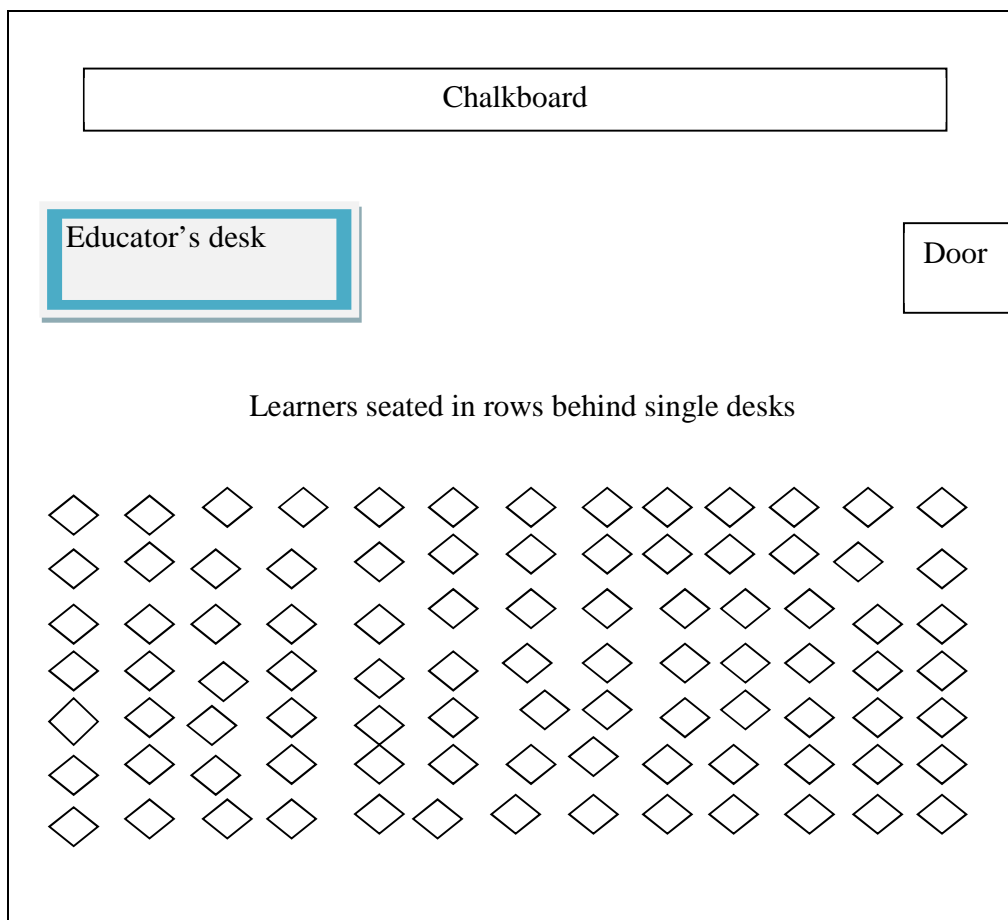 Chalkboard
Educator’s desk
Door
Learners seated in rows behind single desks